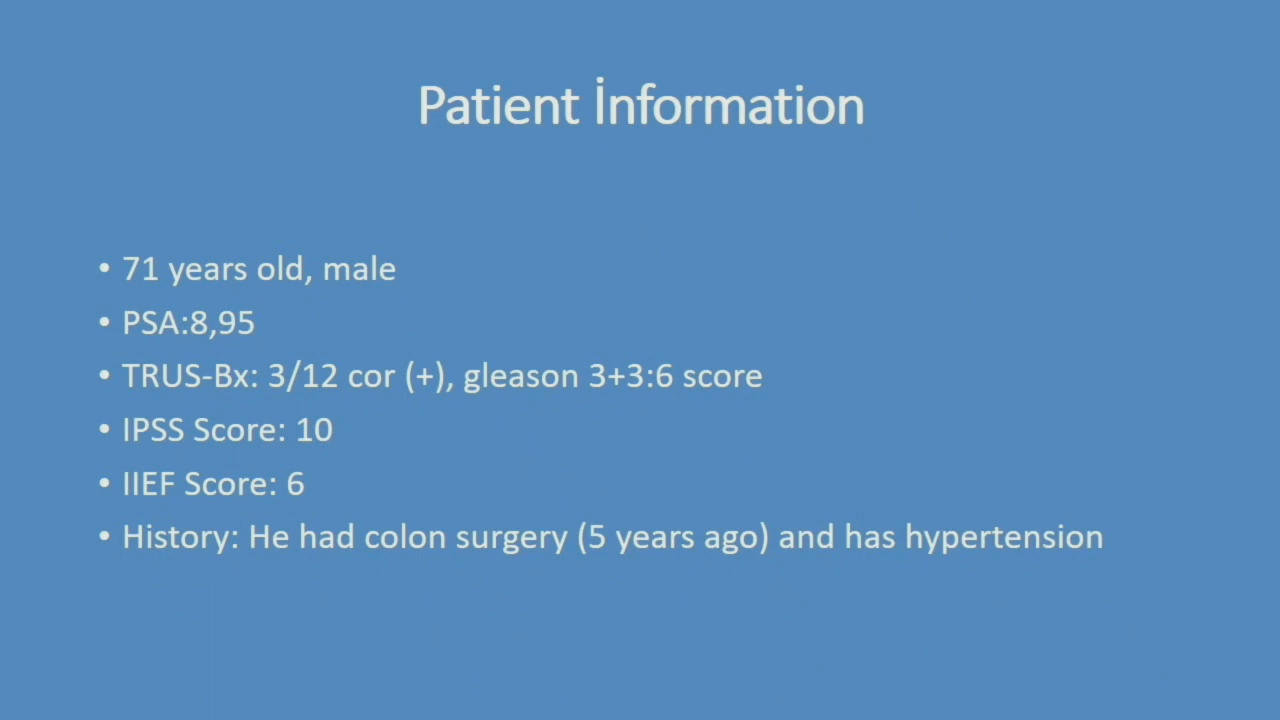 Patient İnformation
• 71 years old, male
• PSA:8,95
• TRUS-Bx: 3/12 cor (+), gleason 3+3:6 score
• IPSS Score: 10
• IIEF Score: 6
• History: He had colon surgery (5 years ago) and has hypertension